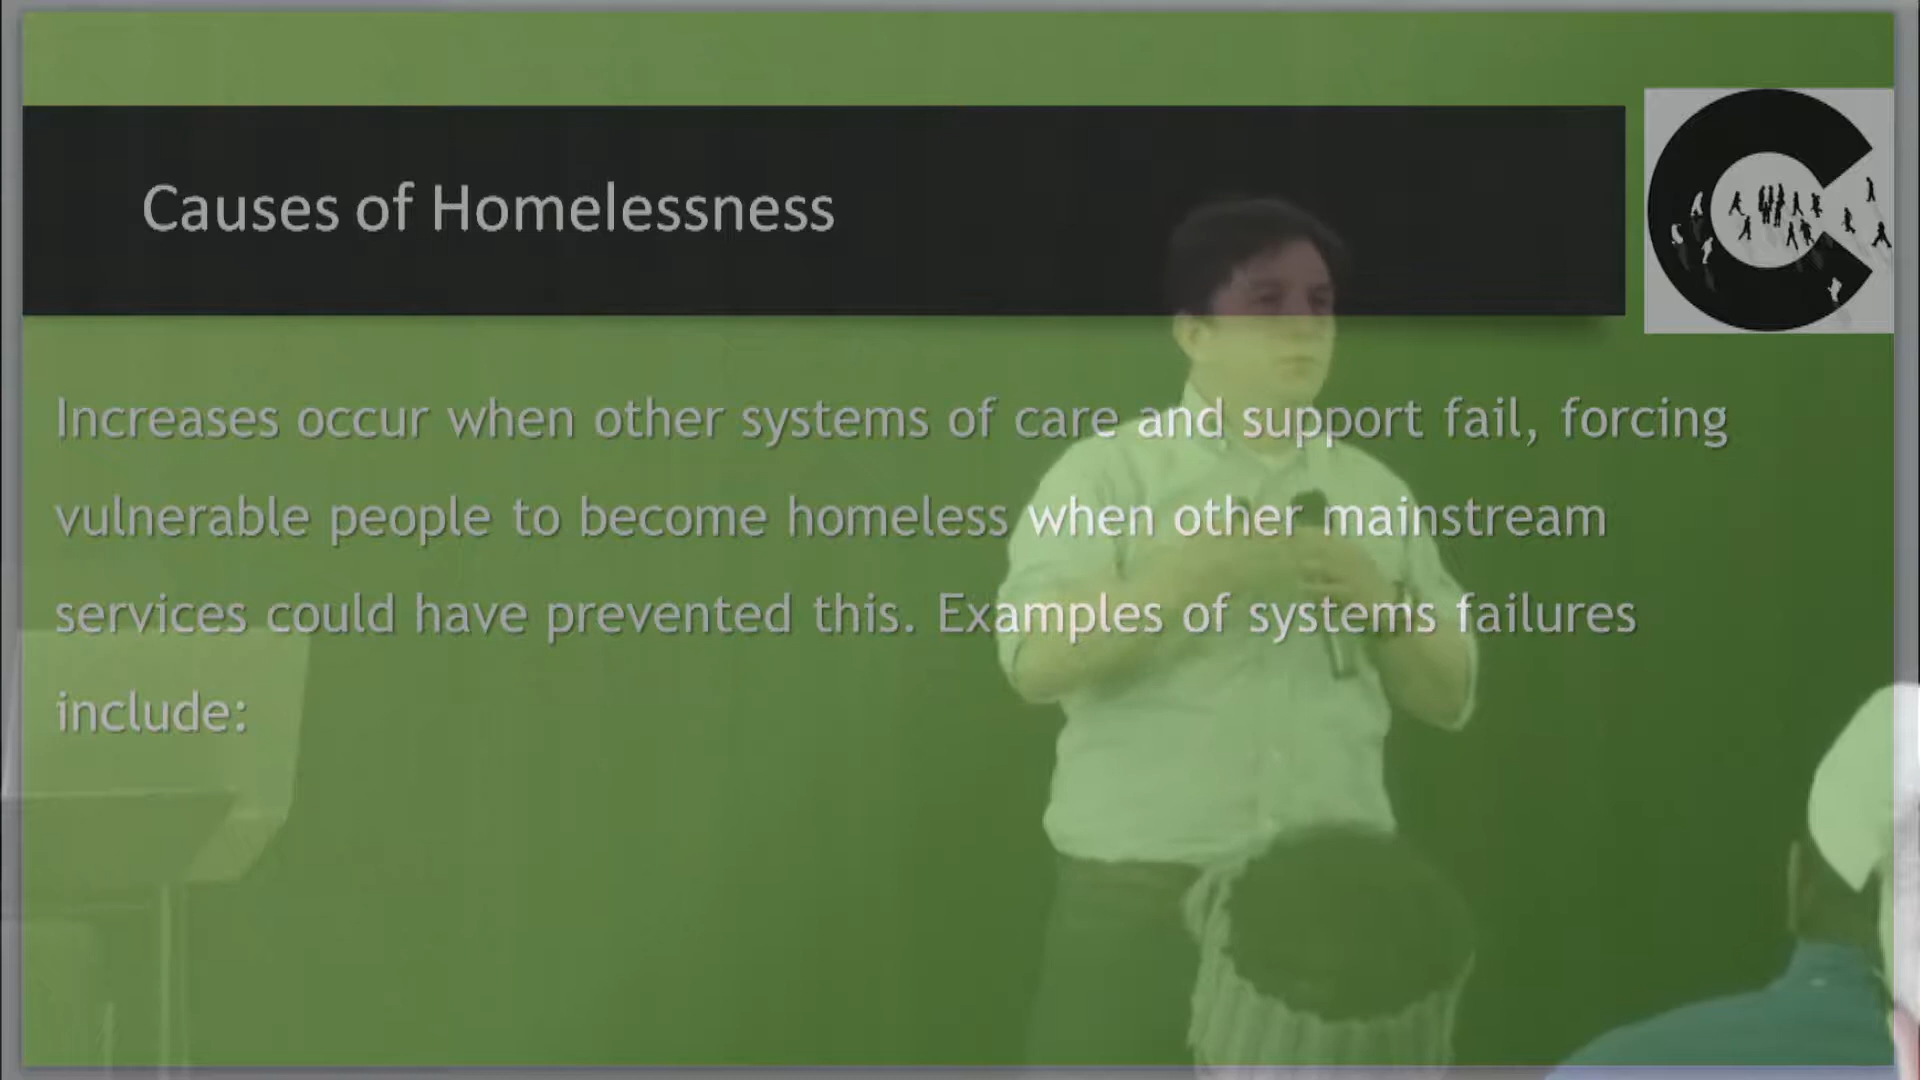 Causes of Homelessness
Increases occur when other systems of care and support fail, forcing
vulnerable people to become homeless when other mainstream
services could have prevented this. Examples of systems failures
include: